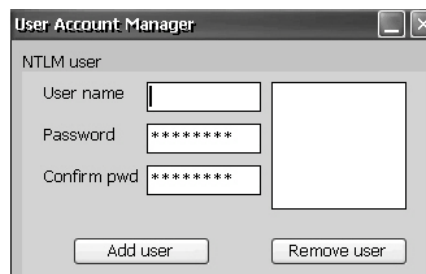 User Account Manager
NTLM user
User name
Password ********
Confirm pwd ********
Add user Remove user